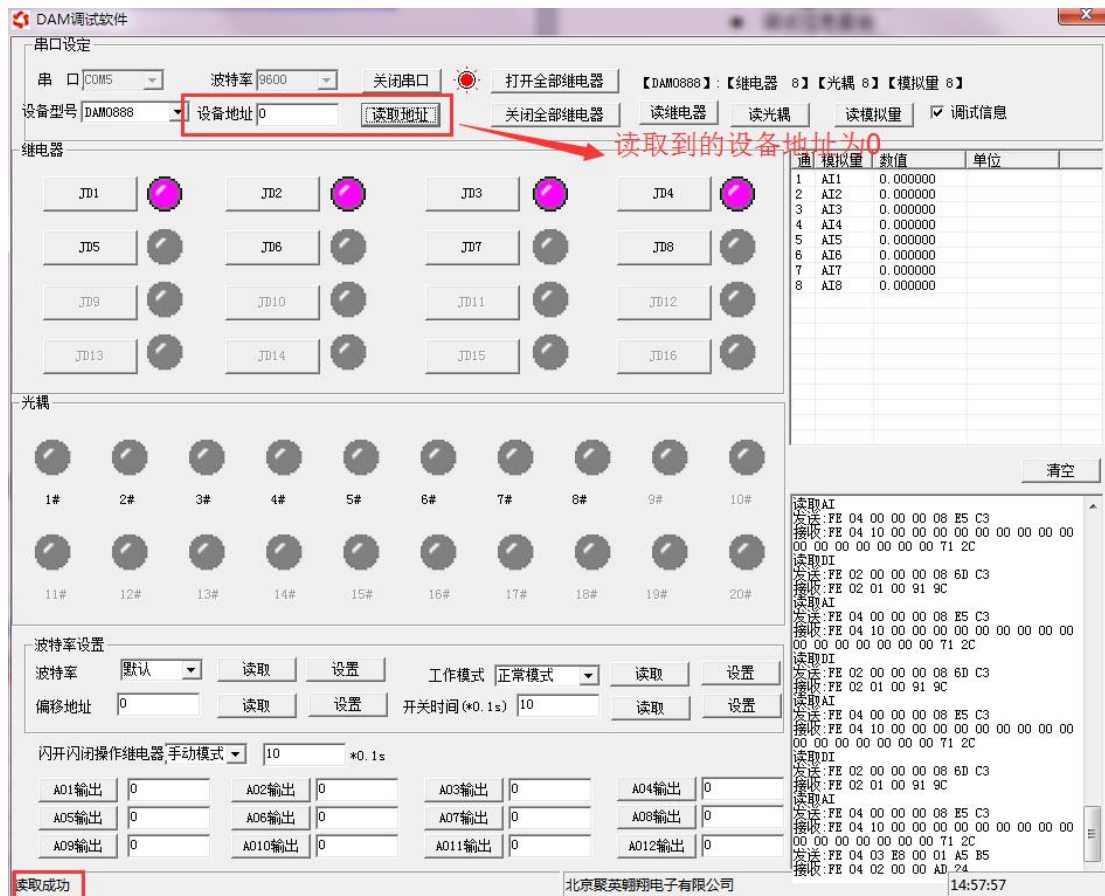 DAM调试软件
串口设定
串 口 COM5 波特率 9600 关闭串口 打开全部继电器 【DAM0888】:【继电器 8】【光耦 8】【模拟量 8】
设备型号 DAM0888 设备地址 0 读取地址 关闭全部继电器 读继电器 读光耦 读模拟量 调试信息
读取到的设备地址为0
继电器
JD1 JD2 JD3 JD4
JD5 JD6 JD7 JD8
JD9 JD10 JD11 JD12
JD13 JD14 JD15 JD16
通 模拟量 数值 单位
1 AI1 0.000000
2 AI2 0.000000
3 AI3 0.000000
4 AI4 0.000000
5 AI5 0.000000
6 AI6 0.000000
7 AI7 0.000000
8 AI8 0.000000
光耦
1# 2# 3# 4# 5# 6# 7# 8# 9# 10#
11# 12# 13# 14# 15# 16# 17# 18# 19# 20#
清空
读取AI
发送:FE 04 00 00 00 08 E5 C3
接收:FE 04 10 00 00 00 00 00 00 00 00 00 00
00 00 00 00 00 00 00 71 2C
读取DI
发送:FE 02 00 00 00 08 6D C3
接收:FE 02 01 00 91 9C
读取AI
发送:FE 04 00 00 00 08 E5 C3
接收:FE 04 10 00 00 00 00 00 00 00 00 00 00
00 00 00 00 00 00 00 71 2C
读取DI
发送:FE 02 00 00 00 08 6D C3
接收:FE 02 01 00 91 9C
读取AI
发送:FE 04 00 00 00 08 E5 C3
接收:FE 04 10 00 00 00 00 00 00 00 00 00 00
00 00 00 00 00 00 00 71 2C
读取DI
发送:FE 02 00 00 00 08 6D C3
接收:FE 02 01 00 91 9C
读取AI
发送:FE 04 00 00 00 08 E5 C3
接收:FE 04 10 00 00 00 00 00 00 00 00 00 00
00 00 00 00 00 00 00 71 2C
发送:FE 04 03 E8 00 01 A5 B5
接收:FE 04 02 00 00 AD 24
波特率设置
波特率 默认 读取 设置 工作模式 正常模式 读取 设置
偏移地址 0 读取 设置 开关时间(*0.1s) 10 读取 设置
闪开闪闭操作继电器 手动模式 10 *0.1s
AO1输出 0 AO2输出 0 AO3输出 0 AO4输出 0
AO5输出 0 AO6输出 0 AO7输出 0 AO8输出 0
AO9输出 0 AO10输出 0 AO11输出 0 AO12输出 0
读取成功 北京聚英翱翔电子有限公司 14:57:57